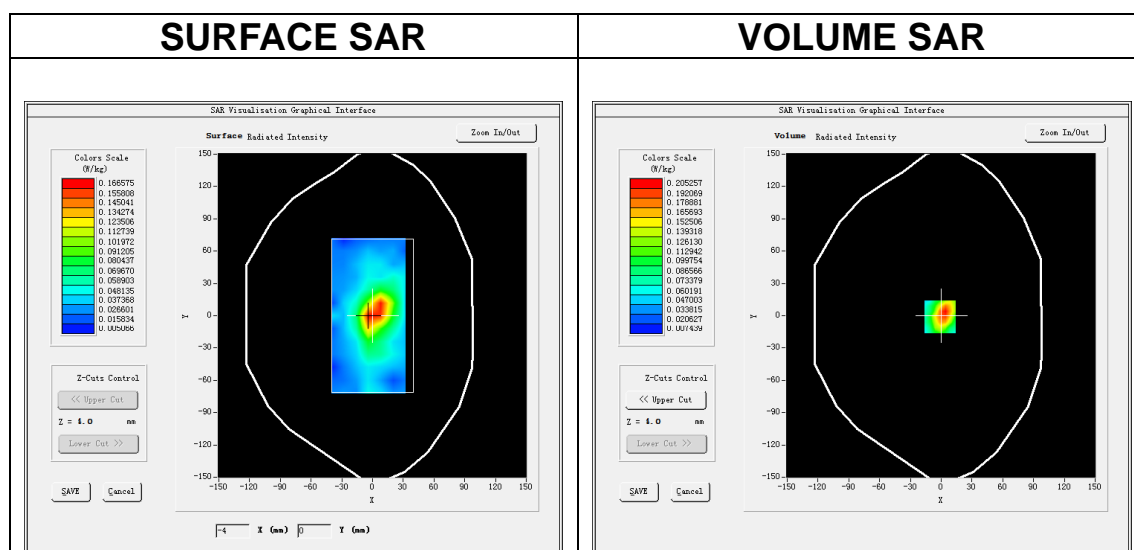 SURFACE SAR
VOLUME SAR
SAR Visualisation Graphical Interface
Surface Radiated Intensity
Zoom In/Out
Colors Scale
(W/kg)
0.166575
0.155808
0.145041
0.134274
0.123506
0.112739
0.101972
0.091205
0.080437
0.069670
0.058903
0.048135
0.037368
0.026601
0.015834
0.005066
150
120
90
60
30
0
-30
-60
-90
-120
-150
Y
-150 -120 -90 -60 -30 0 30 60 90 120 150
X
Z-Cuts Control
<< Upper Cut
Z = 4.0 mm
Lower Cut >>
SAVE Cancel
-4 X (mm) 0 Y (mm)
SAR Visualisation Graphical Interface
Volume Radiated Intensity
Zoom In/Out
Colors Scale
(W/kg)
0.205257
0.192069
0.178881
0.165693
0.152506
0.139318
0.126130
0.112942
0.099754
0.086566
0.073379
0.060191
0.047003
0.033815
0.020627
0.007439
150
120
90
60
30
0
-30
-60
-90
-120
-150
Y
-150 -120 -90 -60 -30 0 30 60 90 120 150
X
Z-Cuts Control
<< Upper Cut
Z = 4.0 mm
Lower Cut >>
SAVE Cancel